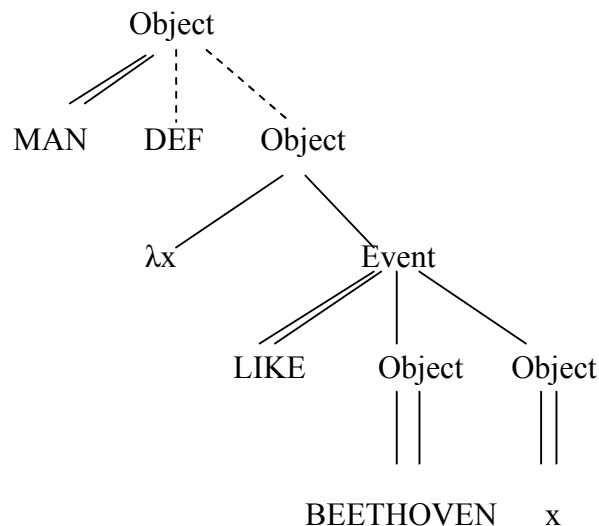 Object
MAN DEF Object
λx Event
LIKE Object Object
BEETHOVEN x